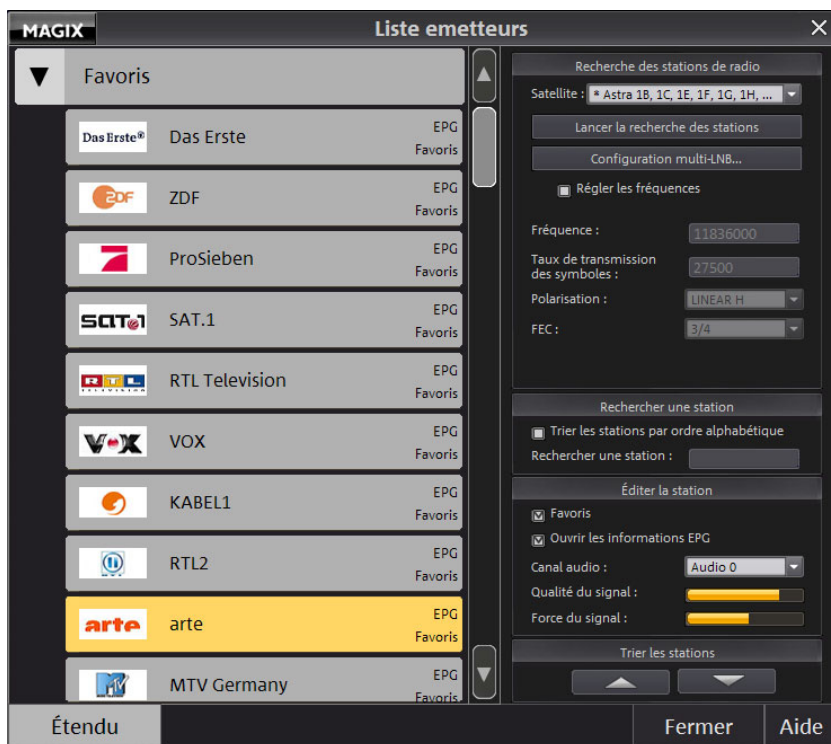 MAGIX
Liste emetteurs
Favoris
Das Erste®
Das Erste
EPG
Favoris
ZDF
ZDF
EPG
Favoris
ProSieben
EPG
Favoris
SAT.1
SAT.1
EPG
Favoris
RTL
TELEVISION
RTL Television
EPG
Favoris
VOX
VOX
EPG
Favoris
KABEL1
EPG
Favoris
RTL2
EPG
Favoris
arte
arte
EPG
Favoris
MTV Germany
EPG
Favoris
Étendu
Recherche des stations de radio
Satellite :
* Astra 1B, 1C, 1E, 1F, 1G, 1H, ...
Lancer la recherche des stations
Configuration multi-LNB...
Régler les fréquences
Fréquence :
11836000
Taux de transmission
des symboles :
27500
Polarisation :
LINEAR H
FEC :
3/4
Rechercher une station
Trier les stations par ordre alphabétique
Rechercher une station :
Éditer la station
Favoris
Ouvrir les informations EPG
Canal audio :
Audio 0
Qualité du signal :
Force du signal :
Trier les stations
Fermer
Aide